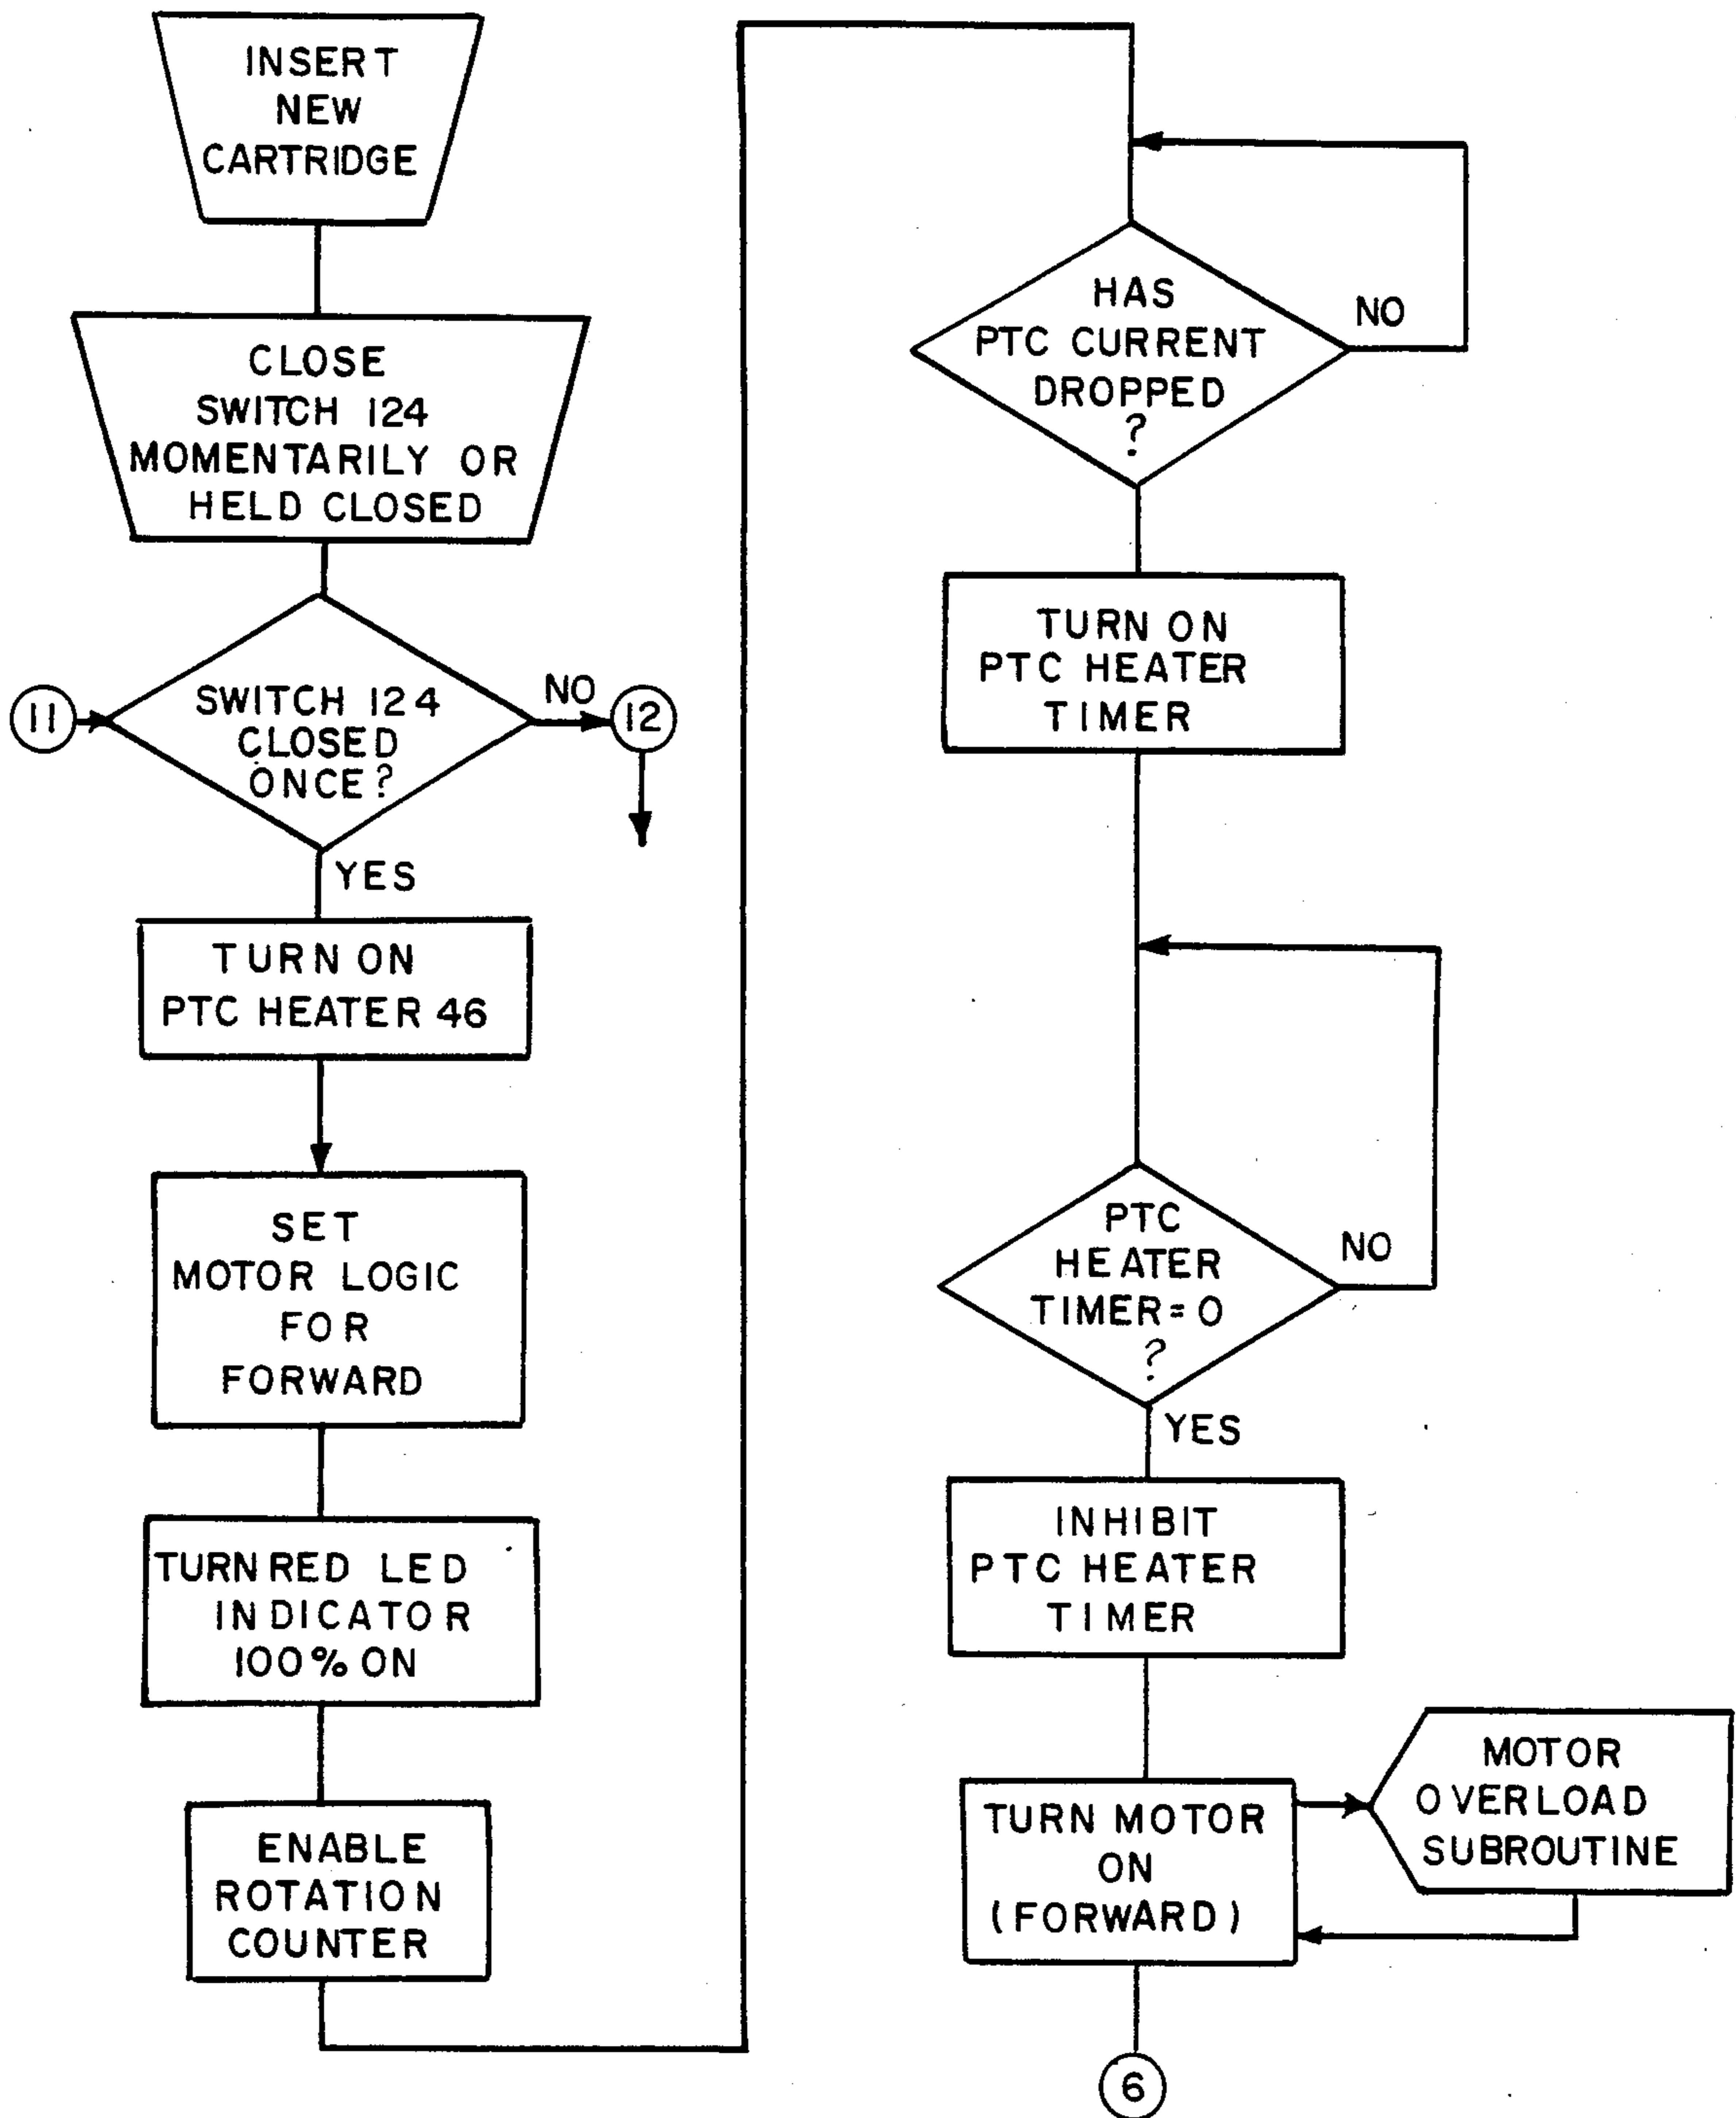 INSERT
NEW
CARTRIDGE
CLOSE
SWITCH 124
MOMENTARILY OR
HELD CLOSED
11
SWITCH 124
CLOSED
ONCE?
NO
12
YES
TURN ON
PTC HEATER 46
SET
MOTOR LOGIC
FOR
FORWARD
TURN RED LED
INDICATOR
100% ON
ENABLE
ROTATION
COUNTER
HAS
PTC CURRENT
DROPPED
?
NO
TURN ON
PTC HEATER
TIMER
PTC
HEATER
TIMER = 0
?
NO
YES
INHIBIT
PTC HEATER
TIMER
TURN MOTOR
ON
(FORWARD)
MOTOR
OVERLOAD
SUBROUTINE
6